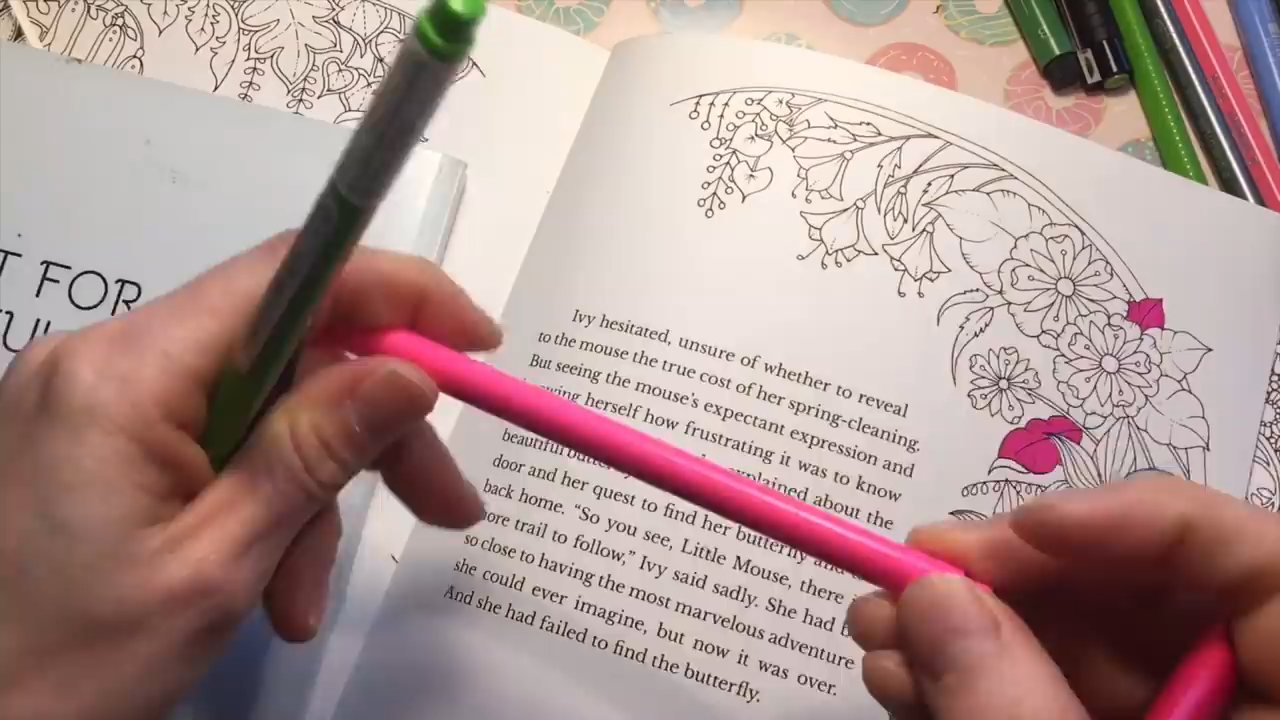 T FOR
Ivy hesitated, unsure of whether to reveal
to the mouse the true cost of her spring-cleaning.
But seeing the mouse's expectant expression and
herself how frustrating it was to know
beautiful explained about the
door and her quest to find her butterfly and
back home. "So you see, Little Mouse, there
trail to follow," Ivy said sadly. She had
so close to having the most marvelous adventure
she could ever imagine, but now it was over.
And she had failed to find the butterfly.